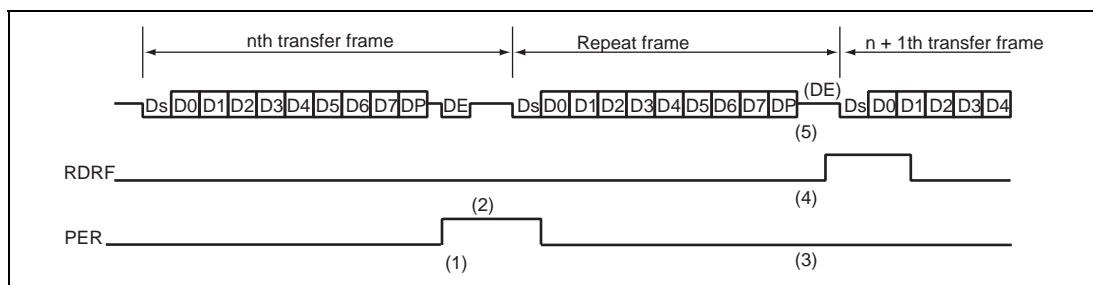 nth transfer frame
Repeat frame
n + 1th transfer frame
Ds D0 D1 D2 D3 D4 D5 D6 D7 DP DE Ds D0 D1 D2 D3 D4 D5 D6 D7 DP (DE) Ds D0 D1 D2 D3 D4
(5)
RDRF
(4)
(2)
PER
(1)
(3)